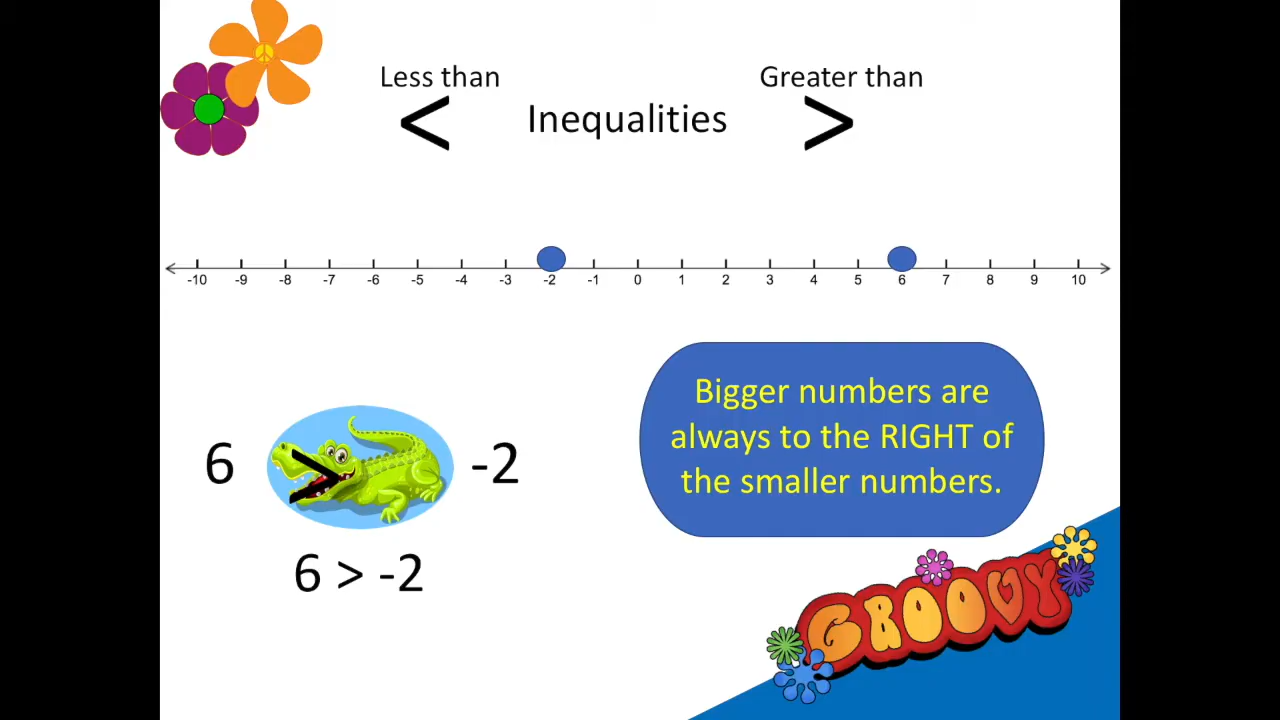 Less than
Greater than
< Inequalities >
-10 -9 -8 -7 -6 -5 -4 -3 -2 -1 0 1 2 3 4 5 6 7 8 9 10
Bigger numbers are
always to the RIGHT of
the smaller numbers.
6 > -2
6 > -2
GROOVY